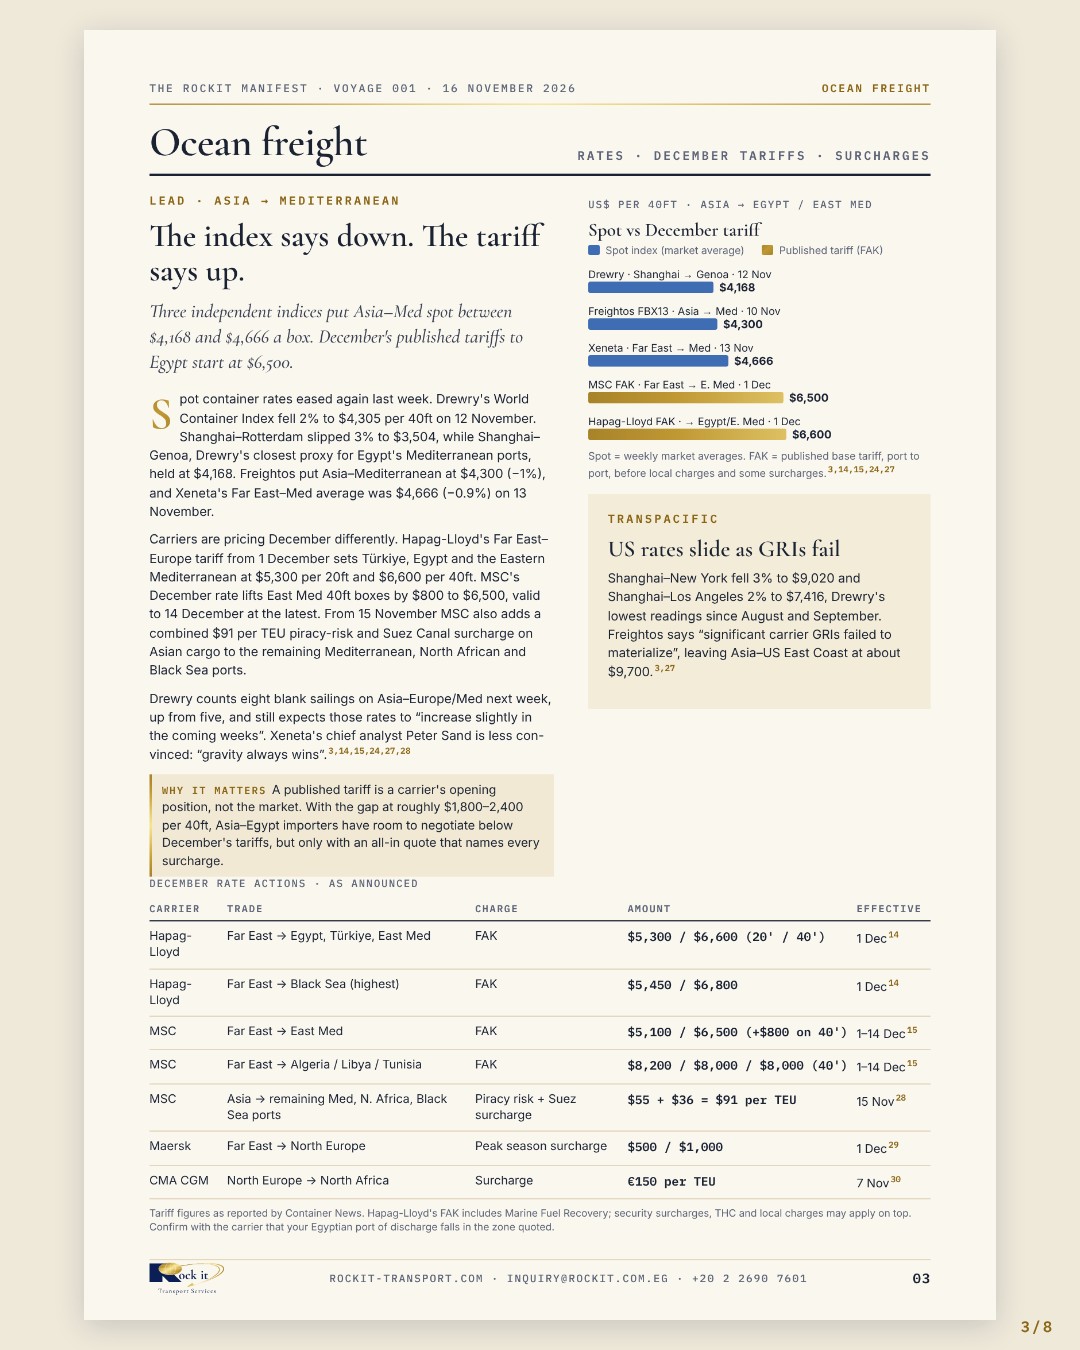 THE ROCKIT MANIFEST · VOYAGE 001 · 16 NOVEMBER 2026
OCEAN FREIGHT
Ocean freight
RATES · DECEMBER TARIFFS · SURCHARGES
LEAD · ASIA → MEDITERRANEAN
The index says down. The tariff
says up.
Three independent indices put Asia–Med spot between
$4,168 and $4,666 a box. December's published tariffs to
Egypt start at $6,500.
Spot container rates eased again last week. Drewry's World
Container Index fell 2% to $4,305 per 40ft on 12 November.
Shanghai–Rotterdam slipped 3% to $3,504, while Shanghai–
Genoa, Drewry's closest proxy for Egypt's Mediterranean ports,
held at $4,168. Freightos put Asia–Mediterranean at $4,300 (−1%),
and Xeneta's Far East–Med average was $4,666 (−0.9%) on 13
November.
Carriers are pricing December differently. Hapag-Lloyd's Far East–
Europe tariff from 1 December sets Türkiye, Egypt and the Eastern
Mediterranean at $5,300 per 20ft and $6,600 per 40ft. MSC's
December rate lifts East Med 40ft boxes by $800 to $6,500, valid
to 14 December at the latest. From 15 November MSC also adds a
combined $91 per TEU piracy-risk and Suez Canal surcharge on
Asian cargo to the remaining Mediterranean, North African and
Black Sea ports.
Drewry counts eight blank sailings on Asia–Europe/Med next week,
up from five, and still expects those rates to “increase slightly in
the coming weeks”. Xeneta's chief analyst Peter Sand is less con-
vinced: “gravity always wins”. 3,14,15,24,27,28
WHY IT MATTERS A published tariff is a carrier's opening
position, not the market. With the gap at roughly $1,800–2,400
per 40ft, Asia–Egypt importers have room to negotiate below
December's tariffs, but only with an all-in quote that names every
surcharge.
US$ PER 40FT · ASIA → EGYPT / EAST MED
Spot vs December tariff
Spot index (market average) Published tariff (FAK)
Drewry · Shanghai → Genoa · 12 Nov
$4,168
Freightos FBX13 · Asia → Med · 10 Nov
$4,300
Xeneta · Far East → Med · 13 Nov
$4,666
MSC FAK · Far East → E. Med · 1 Dec
$6,500
Hapag-Lloyd FAK · → Egypt/E. Med · 1 Dec
$6,600
Spot = weekly market averages. FAK = published base tariff, port to
port, before local charges and some surcharges. 3,14,15,24,27
TRANSPACIFIC
US rates slide as GRIs fail
Shanghai–New York fell 3% to $9,020 and
Shanghai–Los Angeles 2% to $7,416, Drewry's
lowest readings since August and September.
Freightos says “significant carrier GRIs failed to
materialize”, leaving Asia–US East Coast at about
$9,700. 3,27
DECEMBER RATE ACTIONS · AS ANNOUNCED
CARRIER TRADE CHARGE AMOUNT EFFECTIVE
Hapag-Lloyd Far East → Egypt, Türkiye, East Med FAK $5,300 / $6,600 (20' / 40') 1 Dec 14
Hapag-Lloyd Far East → Black Sea (highest) FAK $5,450 / $6,800 1 Dec 14
MSC Far East → East Med FAK $5,100 / $6,500 (+$800 on 40') 1–14 Dec 15
MSC Far East → Algeria / Libya / Tunisia FAK $8,200 / $8,000 / $8,000 (40') 1–14 Dec 15
MSC Asia → remaining Med, N. Africa, Black Sea ports Piracy risk + Suez surcharge $55 + $36 = $91 per TEU 15 Nov 28
Maersk Far East → North Europe Peak season surcharge $500 / $1,000 1 Dec 29
CMA CGM North Europe → North Africa Surcharge €150 per TEU 7 Nov 30
Tariff figures as reported by Container News. Hapag-Lloyd's FAK includes Marine Fuel Recovery; security surcharges, THC and local charges may apply on top.
Confirm with the carrier that your Egyptian port of discharge falls in the zone quoted.
Rock it
Transport Services
ROCKIT-TRANSPORT.COM · INQUIRY@ROCKIT.COM.EG · +20 2 2690 7601
03
3 / 8